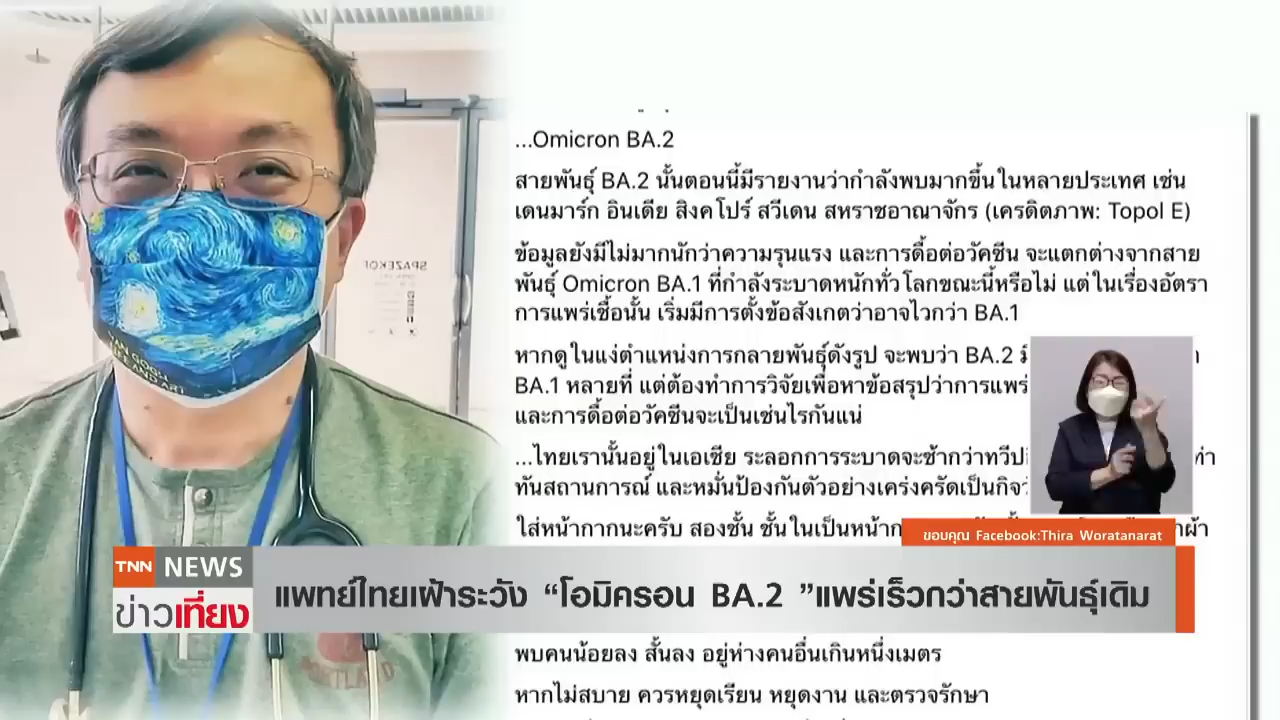 ...Omicron BA.2
สายพันธุ์ BA.2 นั้นตอนนี้มีรายงานว่ากำลังพบมากขึ้นในหลายประเทศ เช่น
เดนมาร์ก อินเดีย สิงคโปร์ สวีเดน สหราชอาณาจักร (เครดิตภาพ: Topol E)
ข้อมูลยังมีไม่มากนักว่าความรุนแรง และการดื้อต่อวัคซีน จะแตกต่างจากสาย
พันธุ์ Omicron BA.1 ที่กำลังระบาดหนักทั่วโลกขณะนี้หรือไม่ แต่ในเรื่องอัตรา
การแพร่เชื้อนั้น เริ่มมีการตั้งข้อสังเกตว่าอาจไวกว่า BA.1
หากดูในแง่ตำแหน่งการกลายพันธุ์ดังรูป จะพบว่า BA.2
BA.1 หลายที่ แต่ต้องทำการวิจัยเพื่อหาข้อสรุปว่าการแพร่
และการดื้อต่อวัคซีนจะเป็นเช่นไรกันแน่
...ไทยเรานั้นอยู่ในเอเชีย ระลอกการระบาดจะช้ากว่าทวีป
ทันสถานการณ์ และหมั่นป้องกันตัวอย่างเคร่งครัดเป็น
ใส่หน้ากากนะครับ สองชั้น ชั้นในเป็น
ขอบคุณ Facebook:Thira Woratanarat
TNN NEWS
ข่าวเที่ยง
แพทย์ไทยเฝ้าระวัง “โอมิครอน BA.2 ”แพร่เร็วกว่าสายพันธุ์เดิม
พบคนน้อยลง สั้นลง อยู่ห่างคนอื่นเกินหนึ่งเมตร
หากไม่สบาย ควรหยุดเรียน หยุดงาน และตรวจรักษา